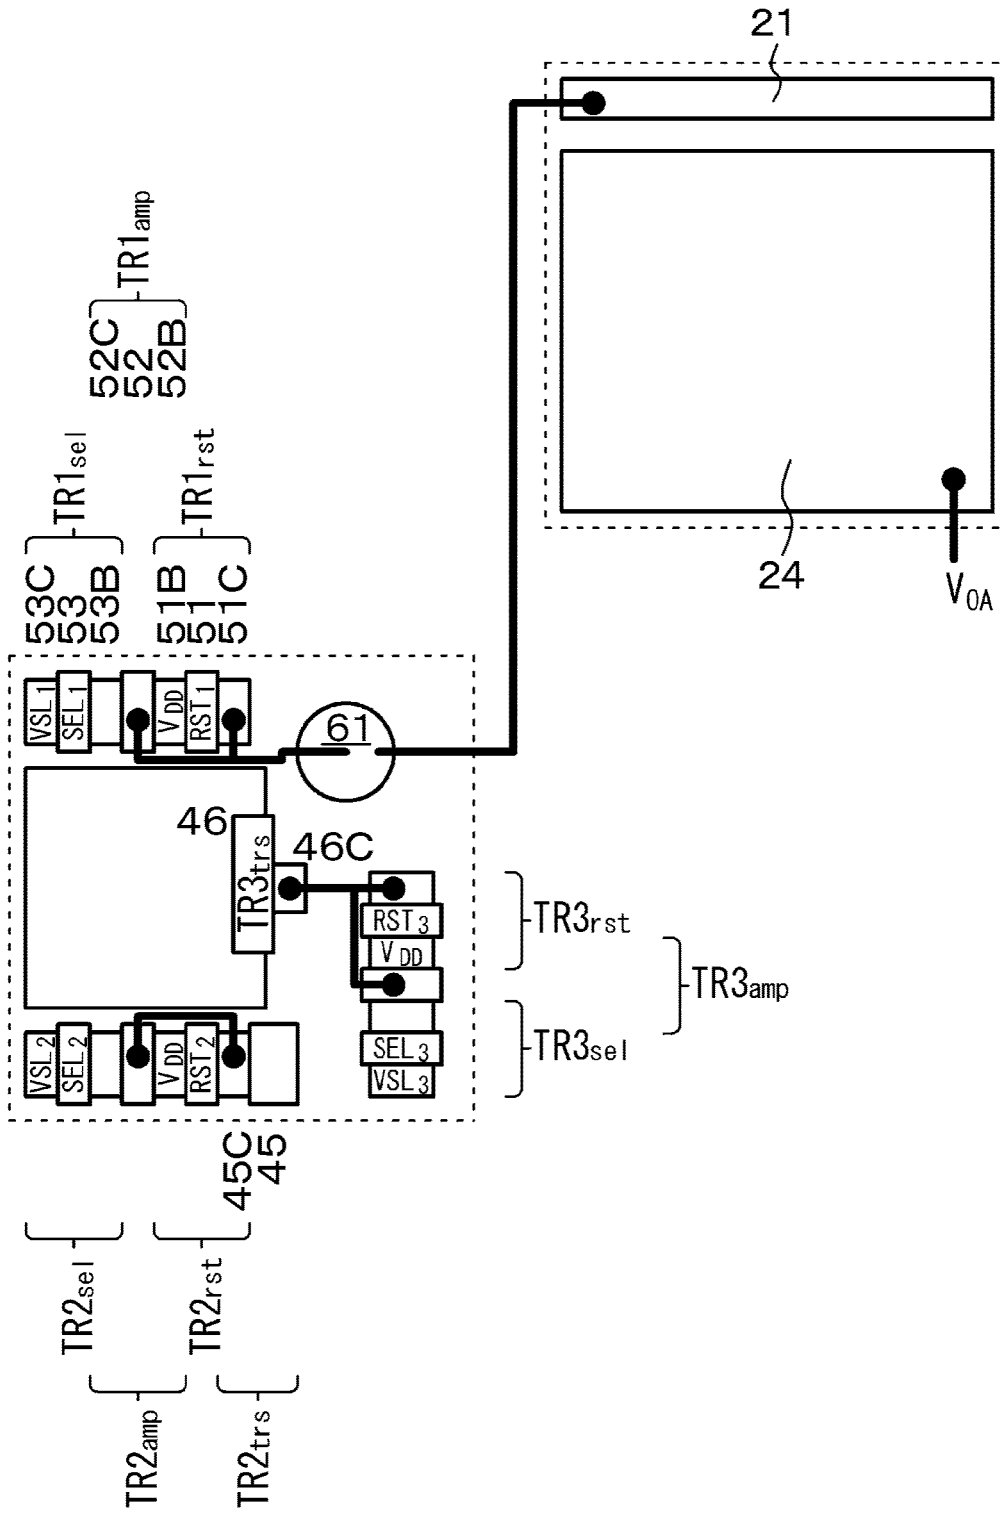 21
24
V0A
TR1amp
52C
52
52B
TR1sel
TR1rst
53C
53
53B
51B
51
51C
VSL1
SEL1
VDD
RST1
61
46
TR3trs
46C
RST3
VDD
SEL3
VSL3
TR3rst
TR3amp
TR3sel
VSL2
SEL2
VDD
RST2
45C
45
TR2sel
TR2rst
TR2amp
TR2trs